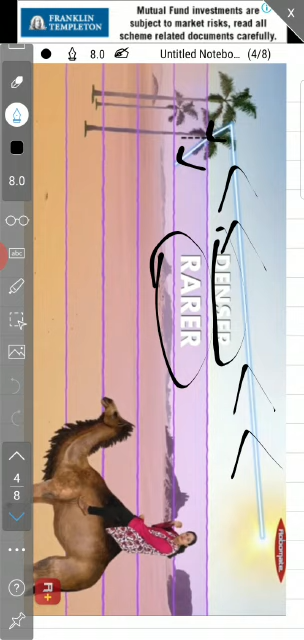 FRANKLIN
TEMPLETON
Mutual Fund investments are
subject to market risks, read all
scheme related documents carefully.
8.0
Untitled Notebo... (4/8)
8.0
abc
4
8
DENSER
RARER
R+